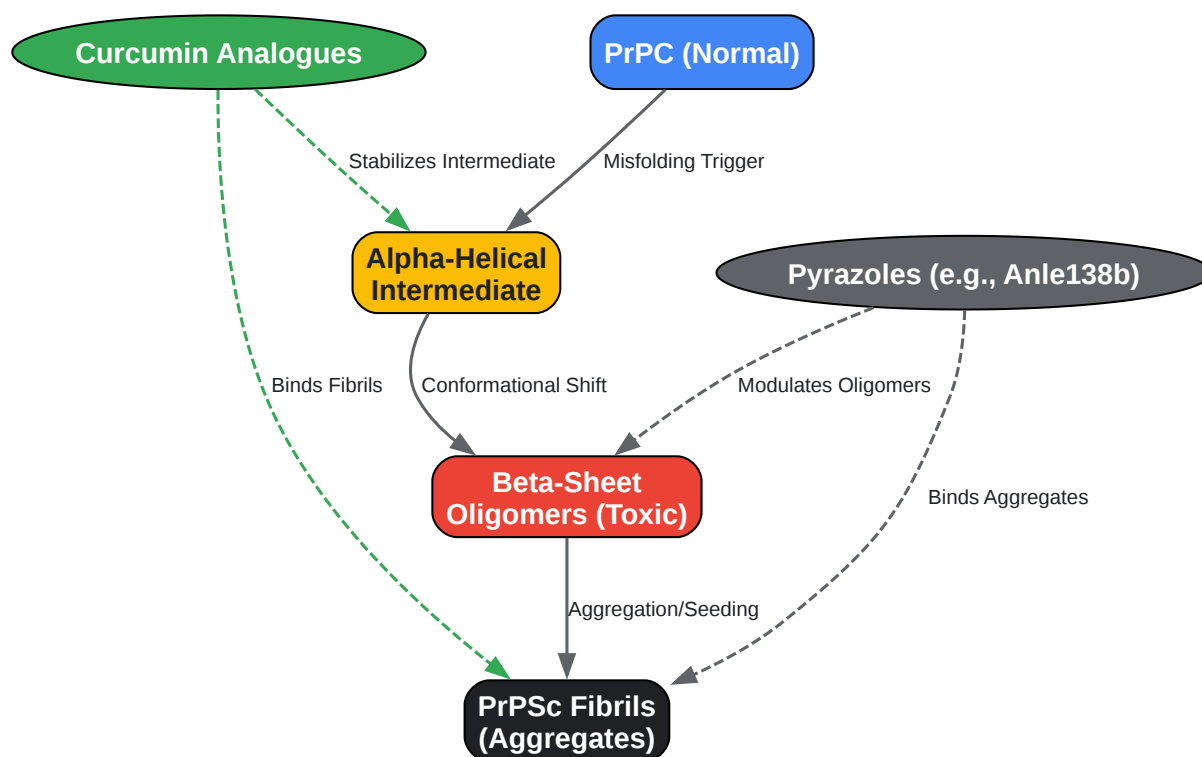 Curcumin Analogues
PrPC (Normal)
Stabilizes Intermediate
Misfolding Trigger
Alpha-Helical
Intermediate
Pyrazoles (e.g., Anle138b)
Binds Fibrils
Conformational Shift
Modulates Oligomers
Beta-Sheet
Oligomers (Toxic)
Binds Aggregates
Aggregation/Seeding
PrPSc Fibrils
(Aggregates)